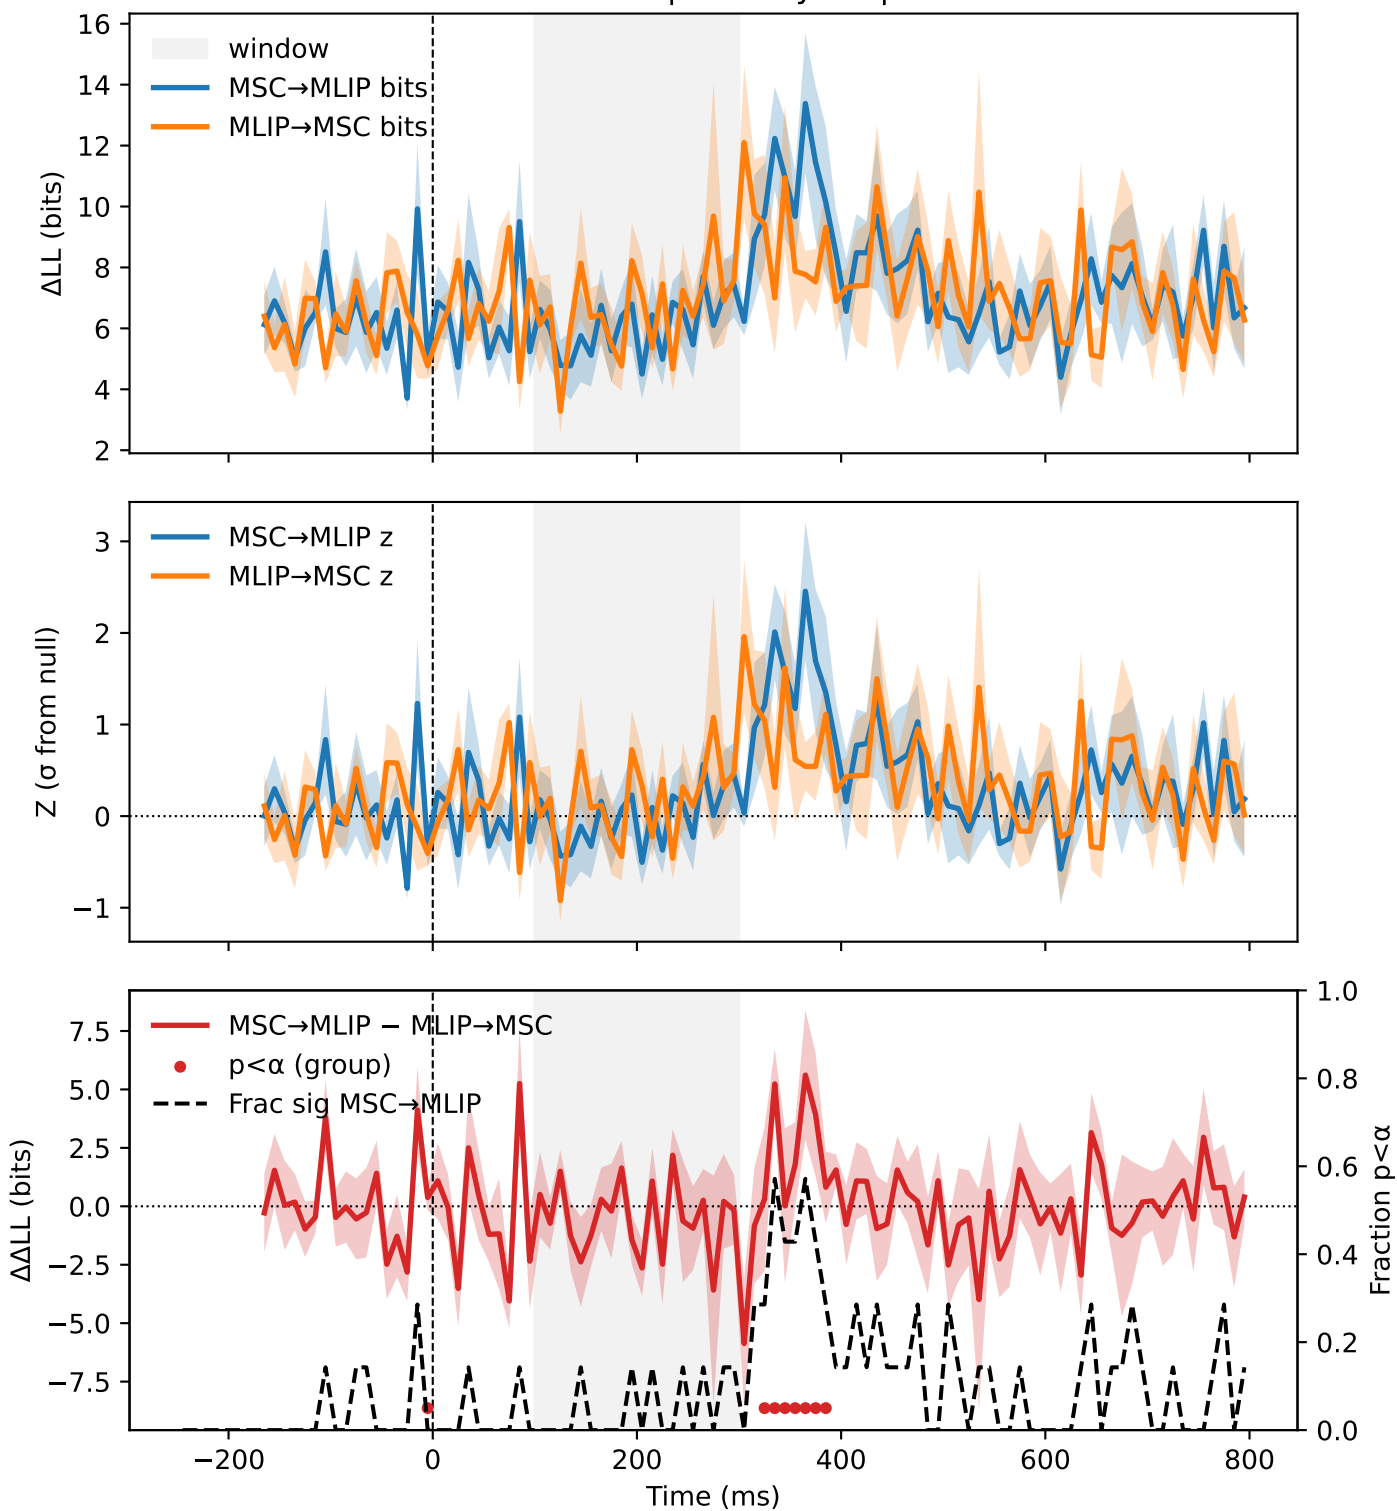 16
14
12
10
8
6
4
2
ΔLL (bits)
window
MSC→MLIP bits
MLIP→MSC bits
3
2
1
0
−1
Z (σ from null)
MSC→MLIP z
MLIP→MSC z
7.5
5.0
2.5
0.0
−2.5
−5.0
−7.5
ΔΔLL (bits)
MSC→MLIP − MLIP→MSC
p<α (group)
Frac sig MSC→MLIP
1.0
0.8
0.6
0.4
0.2
0.0
Fraction p<α
−200
0
200
400
600
800
Time (ms)